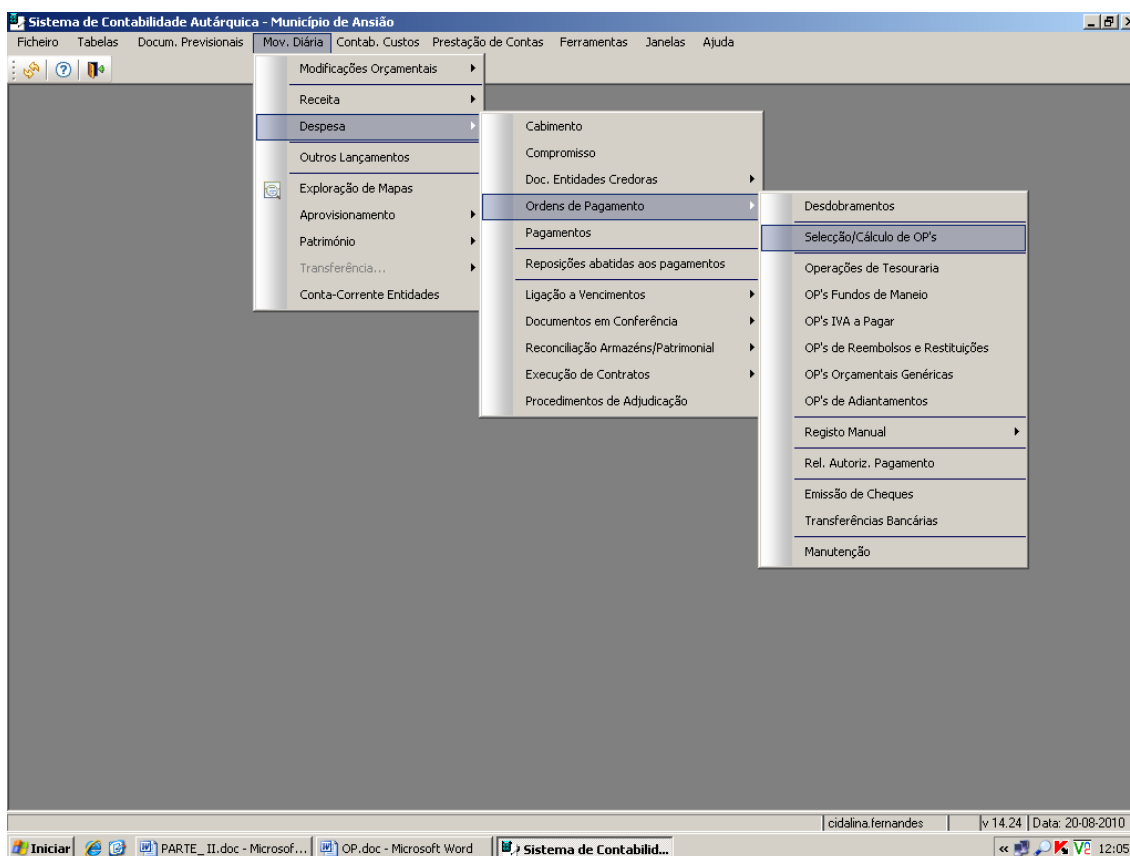 Sistema de Contabilidade Autárquica - Município de Ansião
Ficheiro Tabelas Docum. Previsionais Mov. Diária Contab. Custos Prestação de Contas Ferramentas Janelas Ajuda
Modificações Orçamentais
Receita
Despesa
Outros Lançamentos
Exploração de Mapas
Aprovisionamento
Património
Transferência...
Conta-Corrente Entidades
Cabimento
Compromisso
Doc. Entidades Credoras
Ordens de Pagamento
Pagamentos
Reposições abatidas aos pagamentos
Ligação a Vencimentos
Documentos em Conferência
Reconciliação Armazéns/Patrimonial
Execução de Contratos
Procedimentos de Adjudicação
Desdobramentos
Selecção/Cálculo de OP's
Operações de Tesouraria
OP's Fundos de Maneio
OP's IVA a Pagar
OP's de Reembolsos e Restituições
OP's Orçamentais Genéricas
OP's de Adiantamentos
Registo Manual
Rel. Autoriz. Pagamento
Emissão de Cheques
Transferências Bancárias
Manutenção
cidalina.fernandes v 14.24 Data: 20-08-2010
Iniciar PARTE_ II.doc - Microsof... OP.doc - Microsoft Word Sistema de Contabilid... 12:05